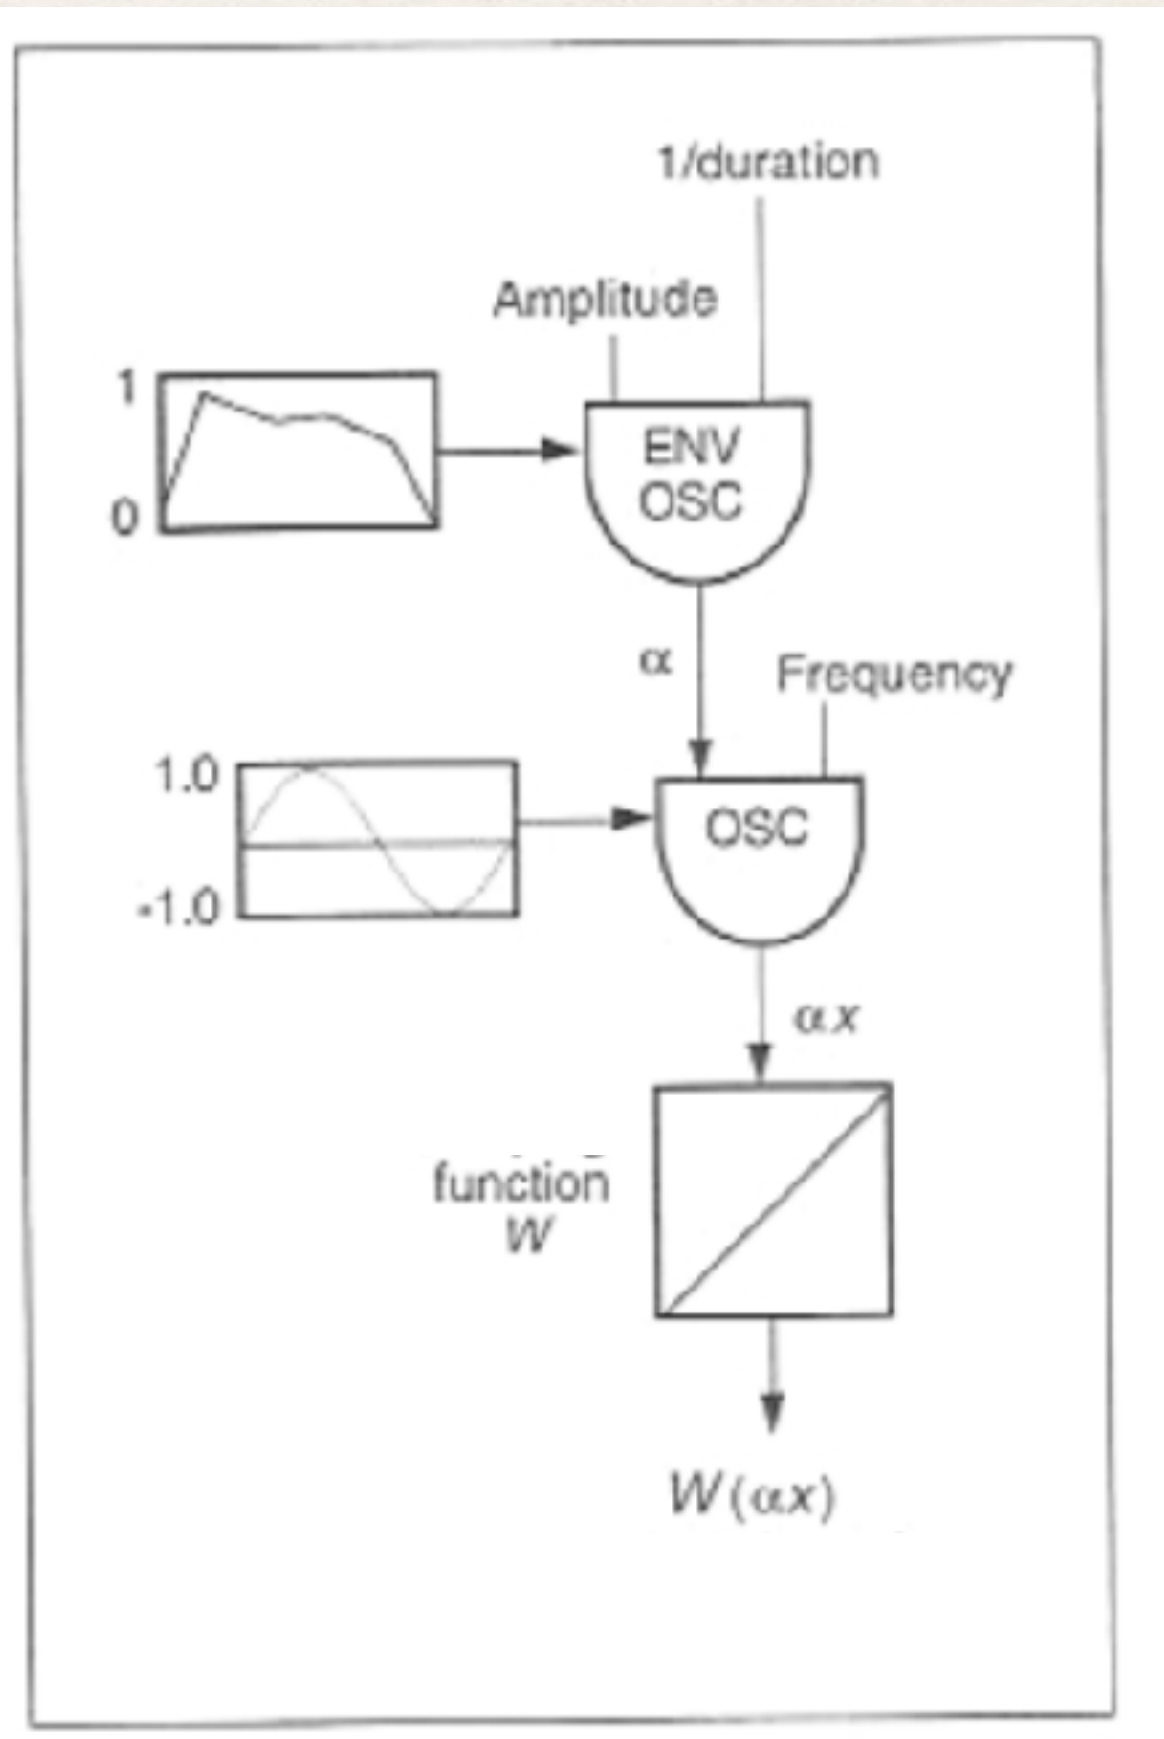 1/duration
Amplitude
1
0
ENV
OSC
α
Frequency
1.0
-1.0
OSC
αx
function
W
W(αx)